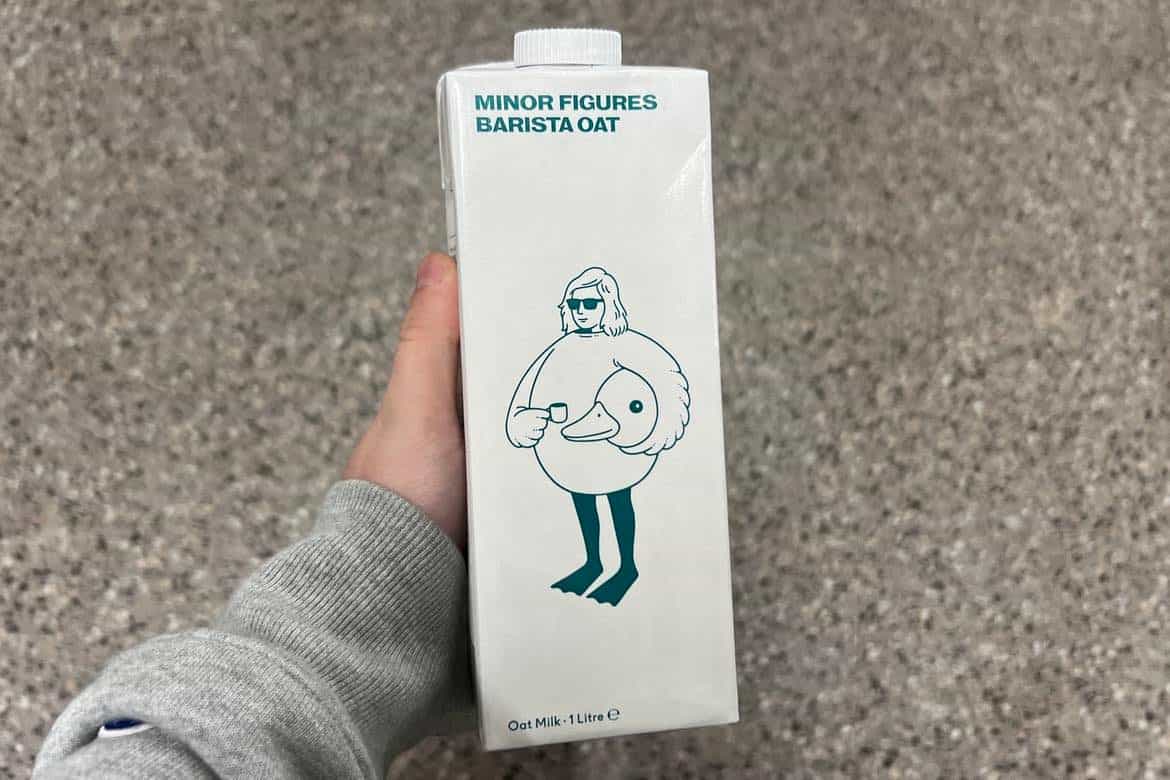 MINOR FIGURES
BARISTA OAT
Oat Milk · 1 Litre ℮